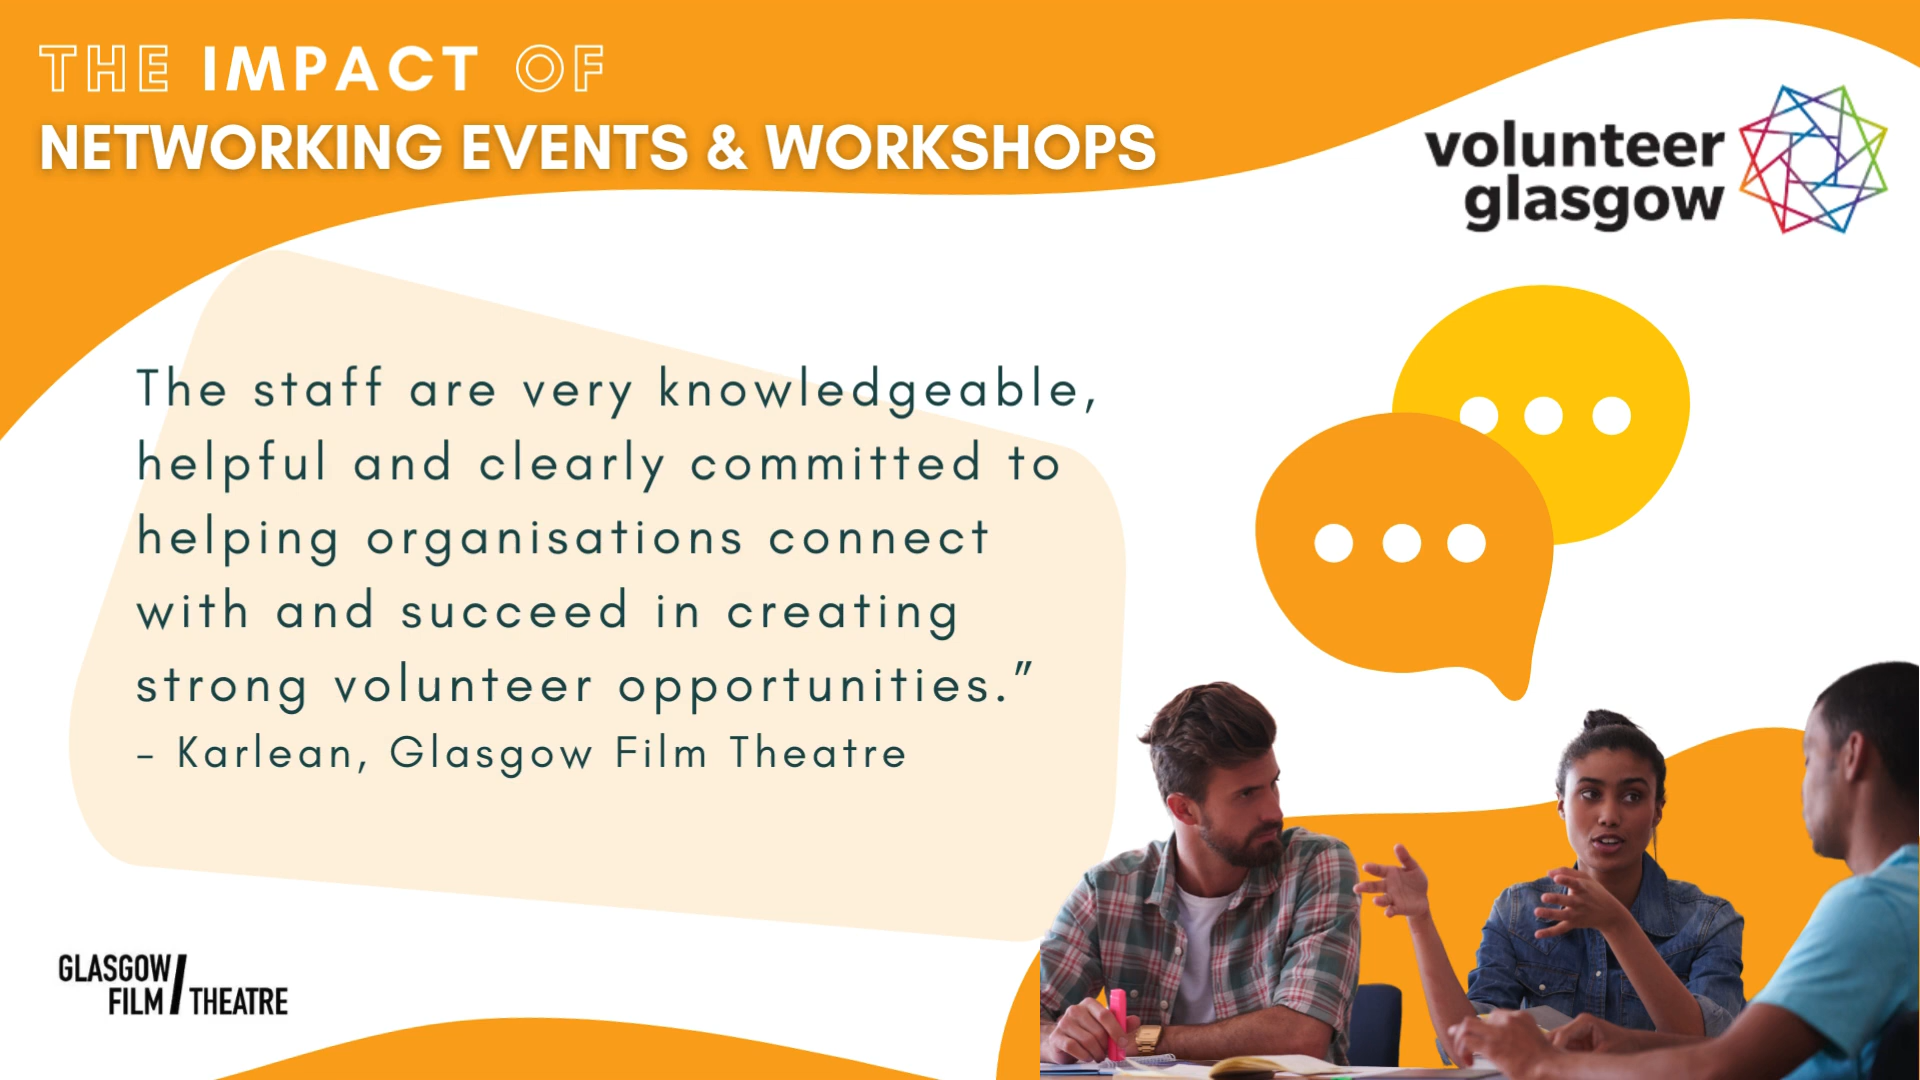 THE IMPACT OF
NETWORKING EVENTS & WORKSHOPS
volunteer
glasgow
The staff are very knowledgeable,
helpful and clearly committed to
helping organisations connect
with and succeed in creating
strong volunteer opportunities.”
– Karlean, Glasgow Film Theatre
GLASGOW
FILM THEATRE